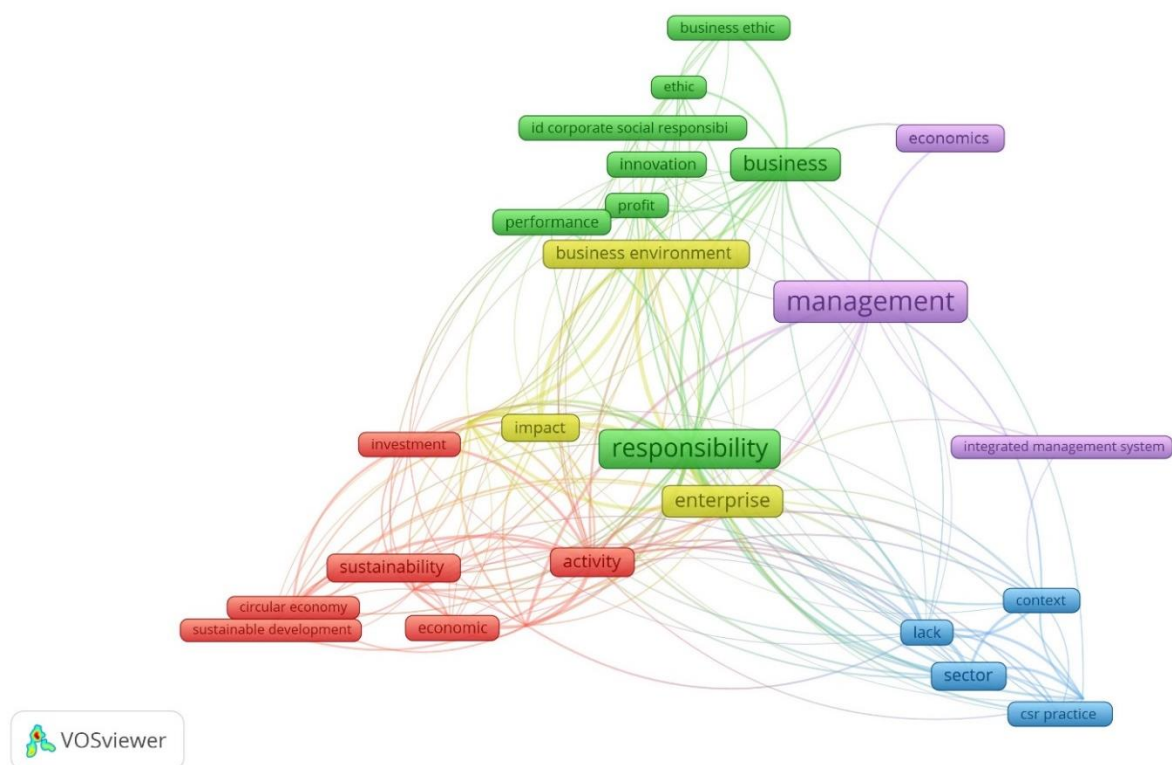 business ethic
ethic
id corporate social responsibi
economics
innovation
business
profit
performance
business environment
management
impact
investment
responsibility
integrated management system
enterprise
activity
sustainability
circular economy
context
sustainable development
economic
lack
sector
csr practice
VOSviewer